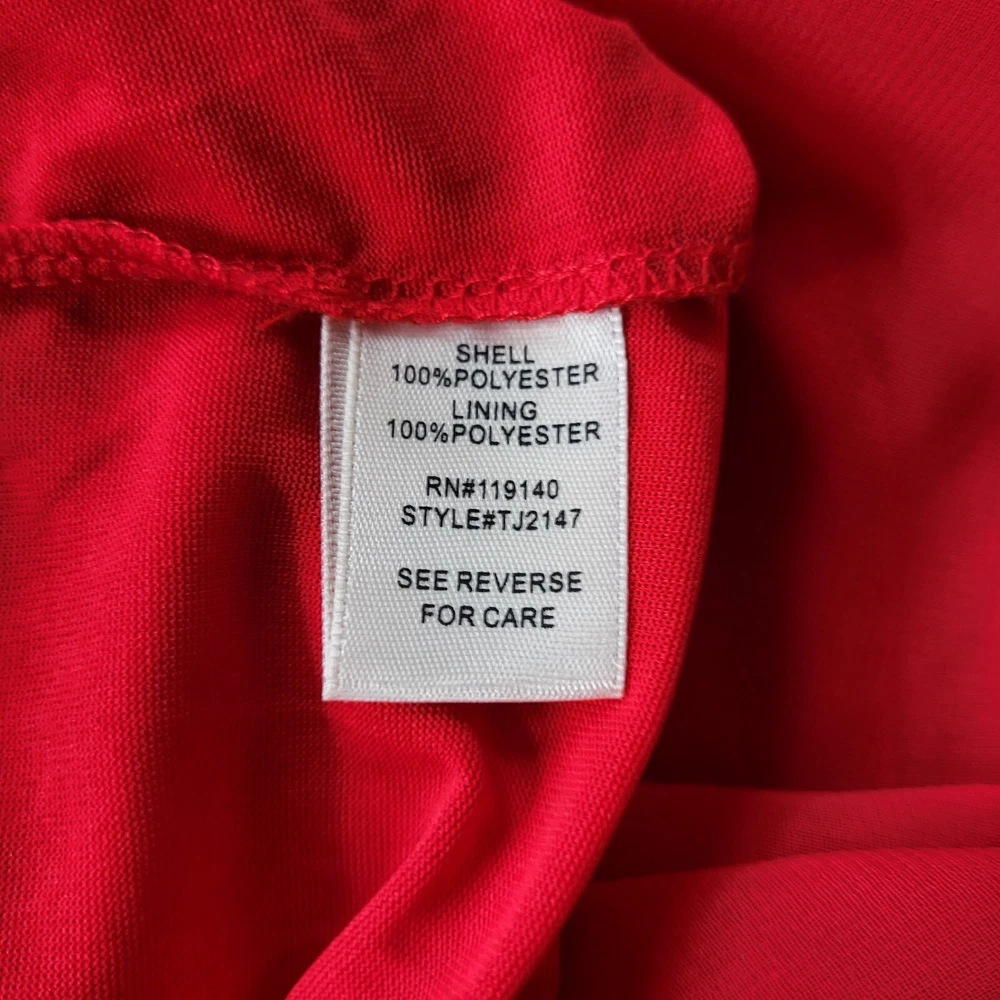 SHELL
100%POLYESTER
LINING
100%POLYESTER
RN#119140
STYLE#TJ2147
SEE REVERSE
FOR CARE